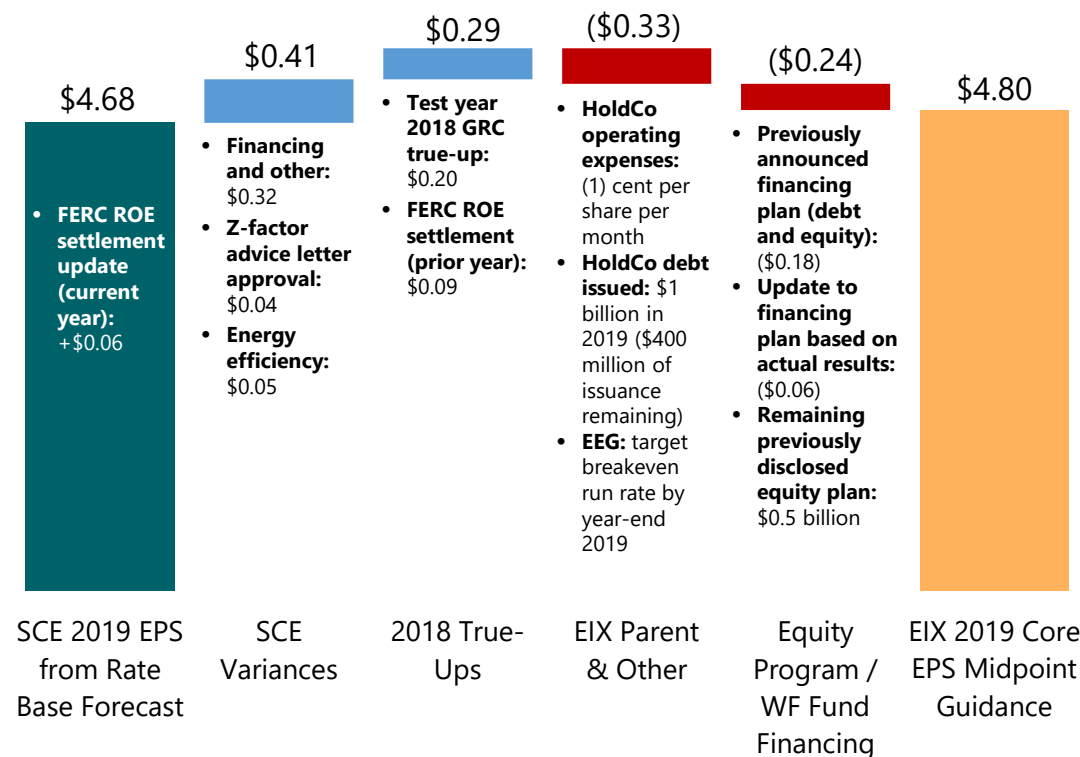 $4.68
• FERC ROE
settlement
update
(current
year):
+$0.06
SCE 2019 EPS
from Rate
Base Forecast
$0.41
• Financing
and other:
$0.32
• Z-factor
advice letter
approval:
$0.04
• Energy
efficiency:
$0.05
SCE
Variances
$0.29
• Test year
2018 GRC
true-up:
$0.20
• FERC ROE
settlement
(prior year):
$0.09
2018 True-
Ups
($0.33)
• HoldCo
operating
expenses:
(1) cent per
share per
month
• HoldCo debt
issued: $1
billion in
2019 ($400
million of
issuance
remaining)
• EEG: target
breakeven
run rate by
year-end
2019
EIX Parent
& Other
($0.24)
• Previously
announced
financing
plan (debt
and equity):
($0.18)
• Update to
financing
plan based on
actual results:
($0.06)
• Remaining
previously
disclosed
equity plan:
$0.5 billion
Equity
Program /
WF Fund
Financing
$4.80
EIX 2019 Core
EPS Midpoint
Guidance